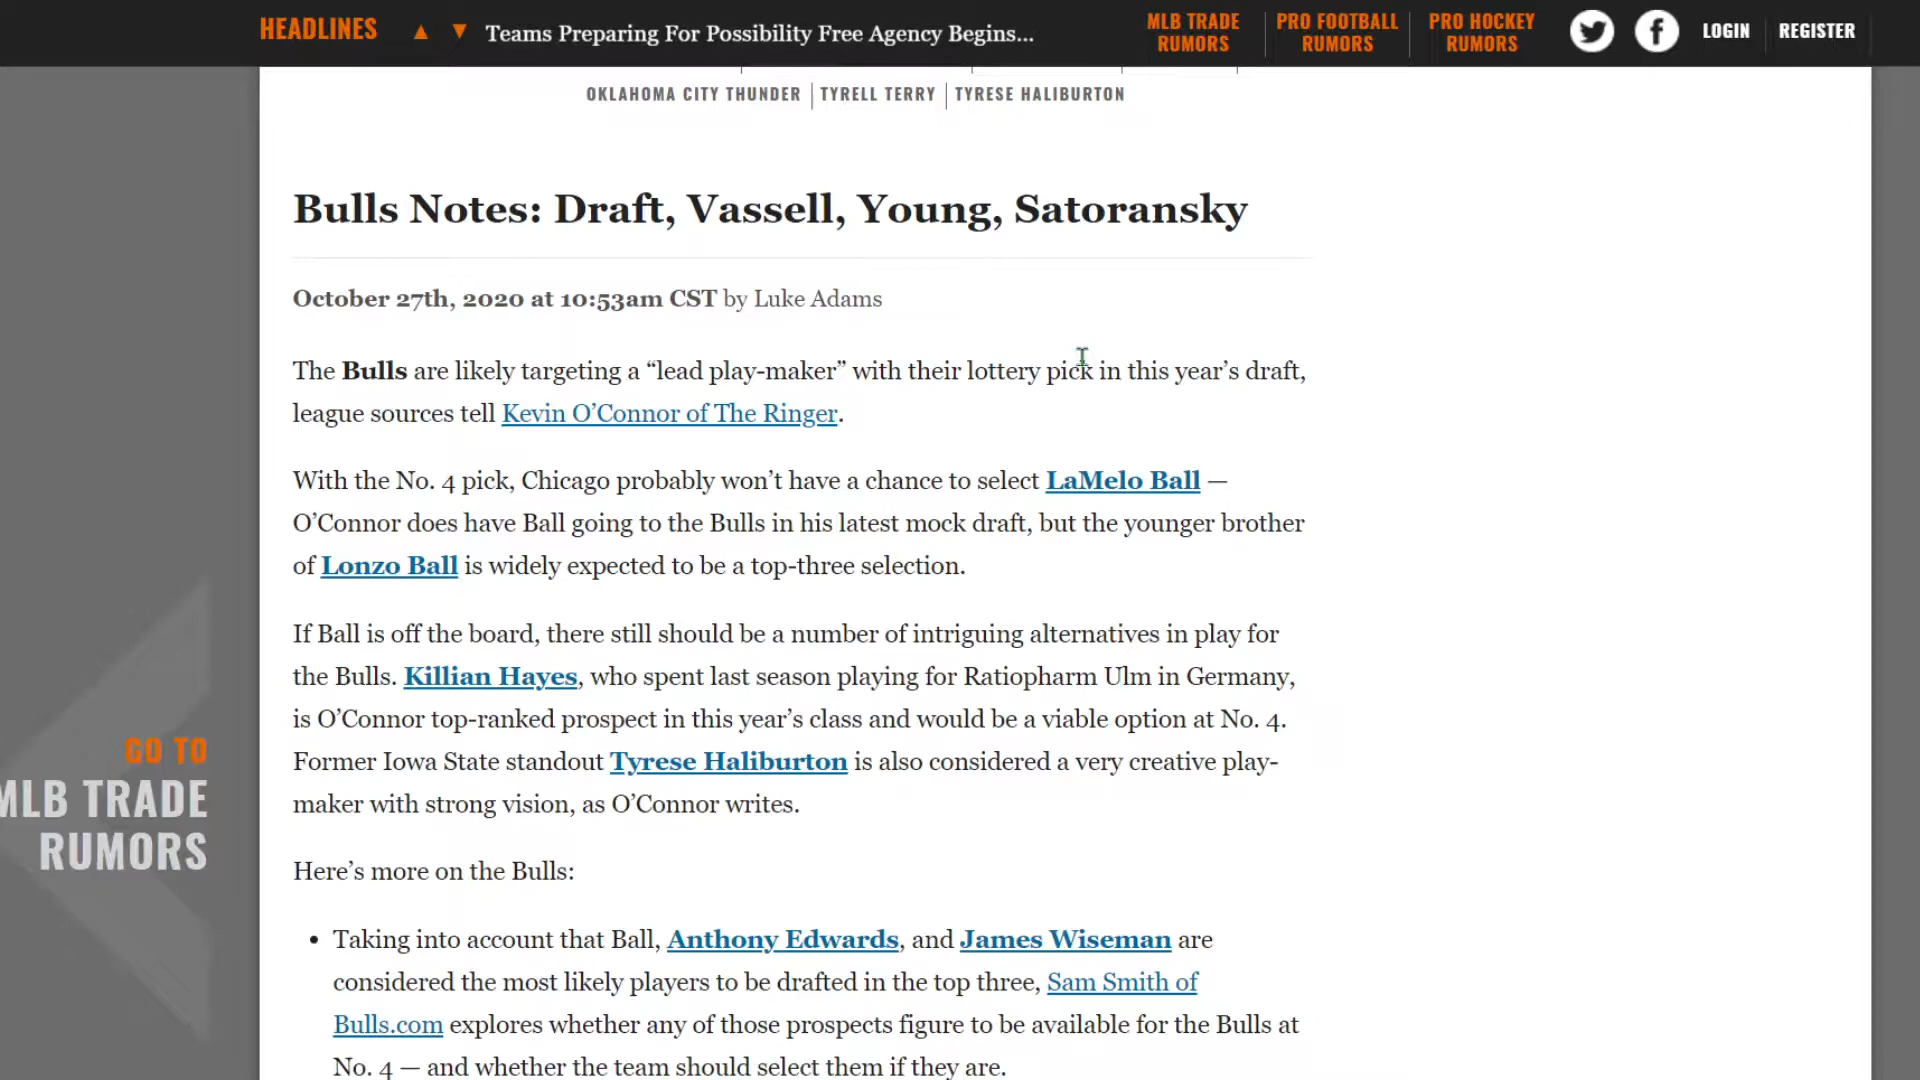 HEADLINES ▲ ▼ Teams Preparing For Possibility Free Agency Begins...
MLB TRADE RUMORS
PRO FOOTBALL RUMORS
PRO HOCKEY RUMORS
LOGIN
REGISTER
OKLAHOMA CITY THUNDER | TYRELL TERRY | TYRESE HALIBURTON
Bulls Notes: Draft, Vassell, Young, Satoransky
October 27th, 2020 at 10:53am CST by Luke Adams
The Bulls are likely targeting a “lead play-maker” with their lottery pick in this year’s draft,
league sources tell Kevin O’Connor of The Ringer.
With the No. 4 pick, Chicago probably won’t have a chance to select LaMelo Ball —
O’Connor does have Ball going to the Bulls in his latest mock draft, but the younger brother
of Lonzo Ball is widely expected to be a top-three selection.
If Ball is off the board, there still should be a number of intriguing alternatives in play for
the Bulls. Killian Hayes, who spent last season playing for Ratiopharm Ulm in Germany,
is O’Connor top-ranked prospect in this year’s class and would be a viable option at No. 4.
Former Iowa State standout Tyrese Haliburton is also considered a very creative play-
maker with strong vision, as O’Connor writes.
Here’s more on the Bulls:
• Taking into account that Ball, Anthony Edwards, and James Wiseman are
considered the most likely players to be drafted in the top three, Sam Smith of
Bulls.com explores whether any of those prospects figure to be available for the Bulls at
No. 4 — and whether the team should select them if they are.
GO TO
MLB TRADE
RUMORS